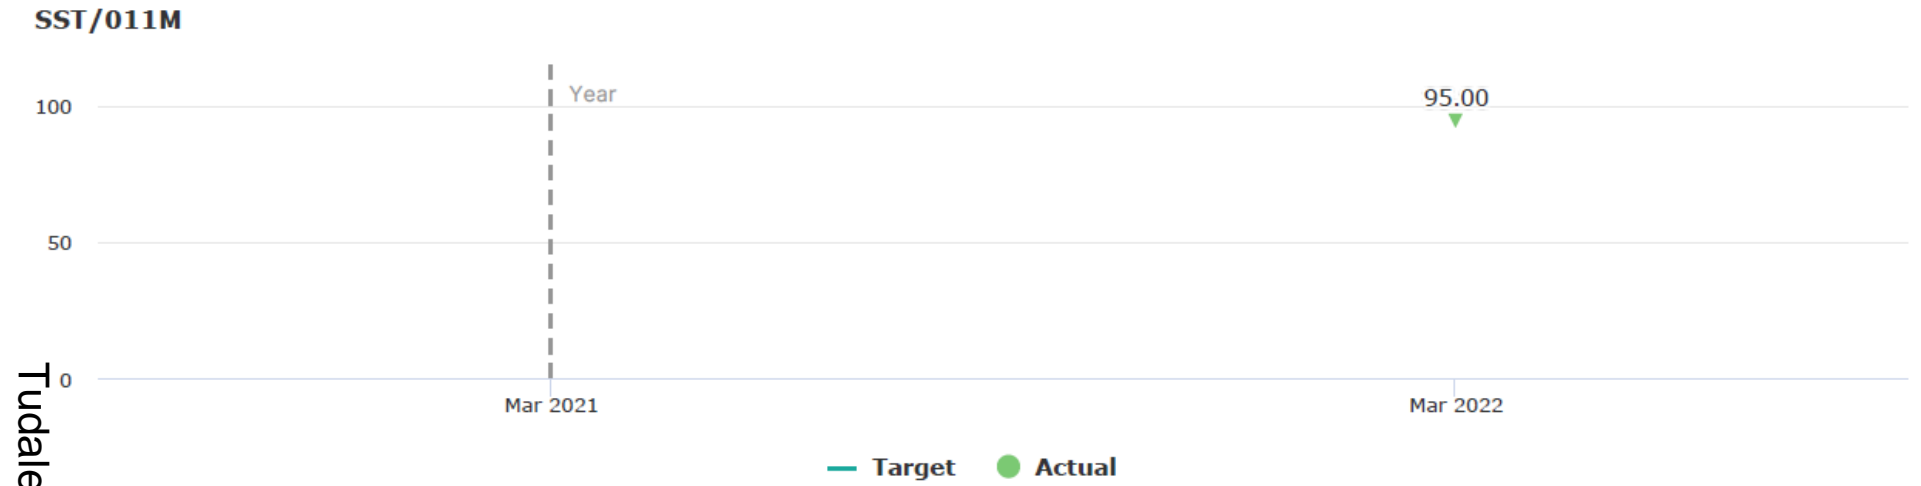 SST/011M
Year
95.00
100
50
0
Mar 2021
Mar 2022
Target
Actual
Tudale